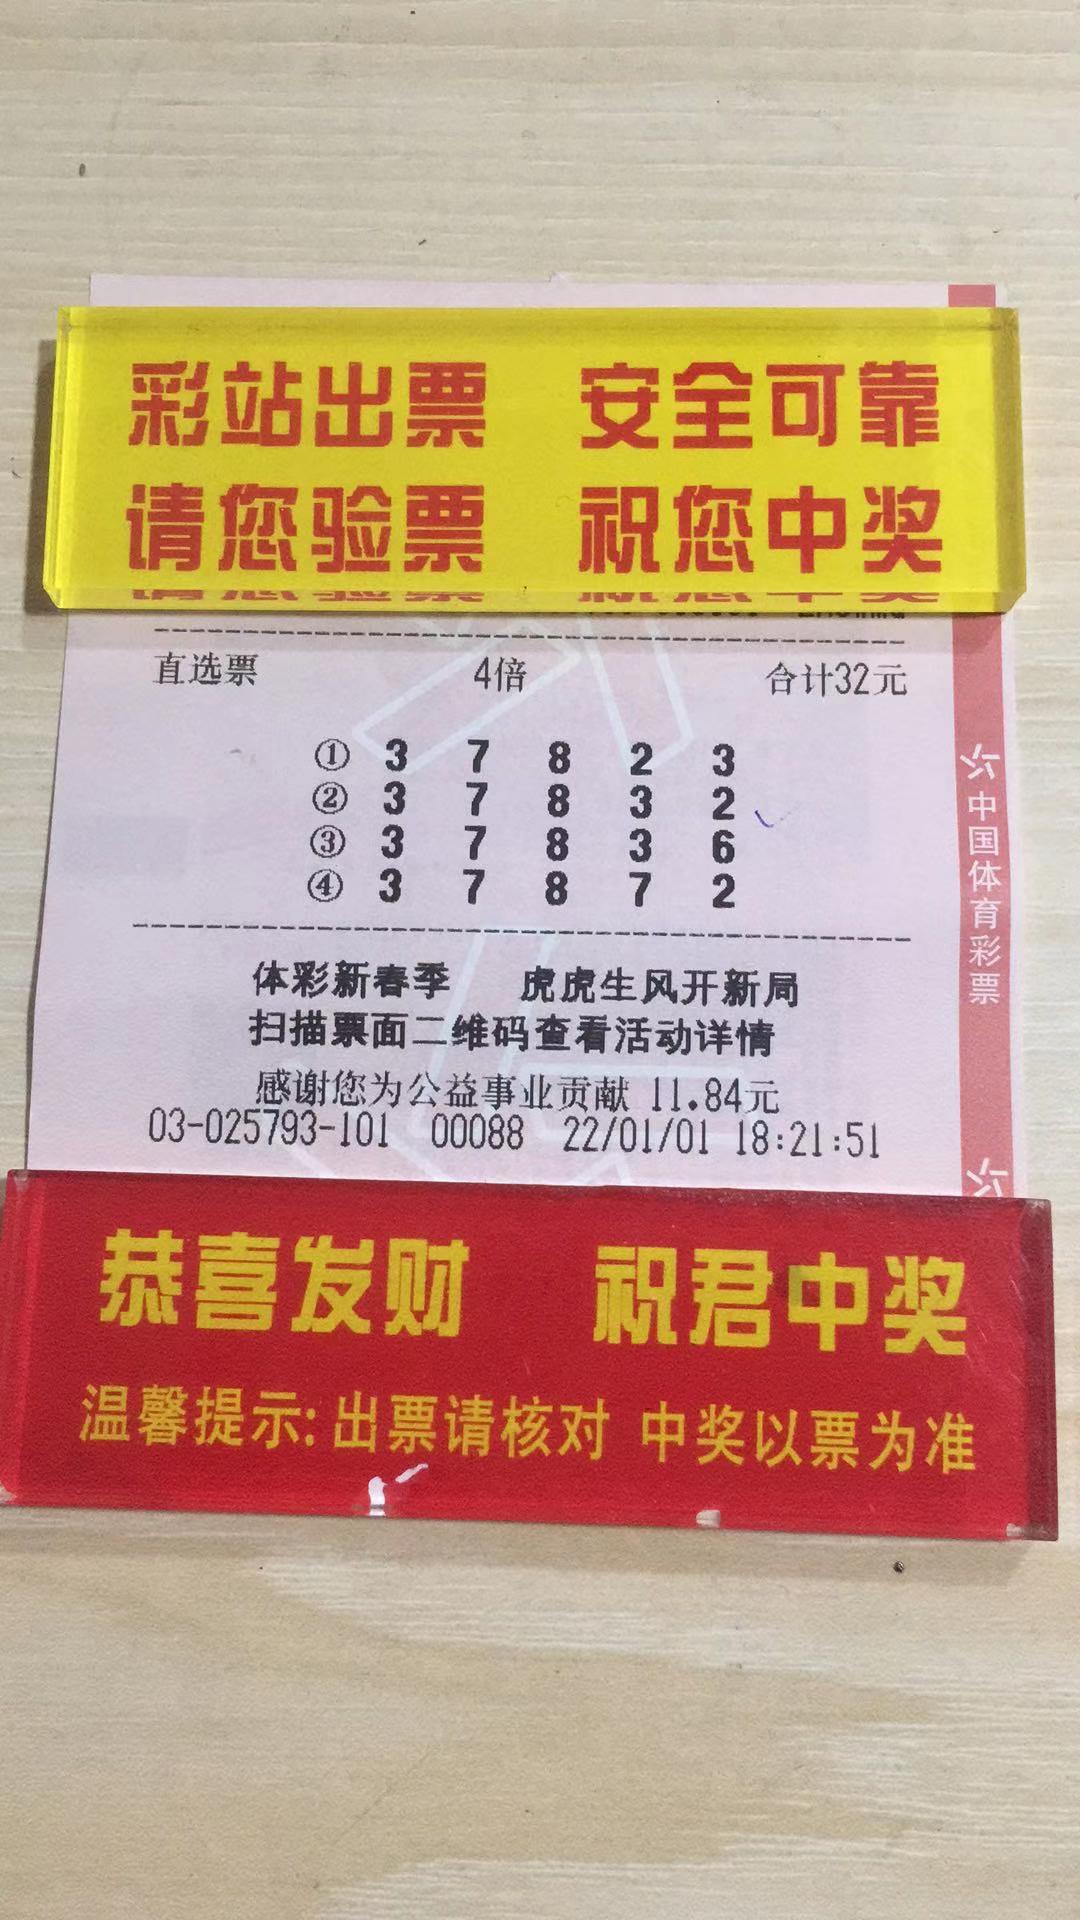 彩站出票 安全可靠
请您验票 祝您中奖
直选票 4倍 合计32元
① 3 7 8 2 3
② 3 7 8 3 2
③ 3 7 8 3 6
④ 3 7 8 7 2
体彩新春季 虎虎生风开新局
扫描票面二维码查看活动详情
感谢您为公益事业贡献 11.84元
03-025793-101 00088 22/01/01 18:21:51
中国体育彩票
恭喜发财 祝君中奖
温馨提示:出票请核对 中奖以票为准